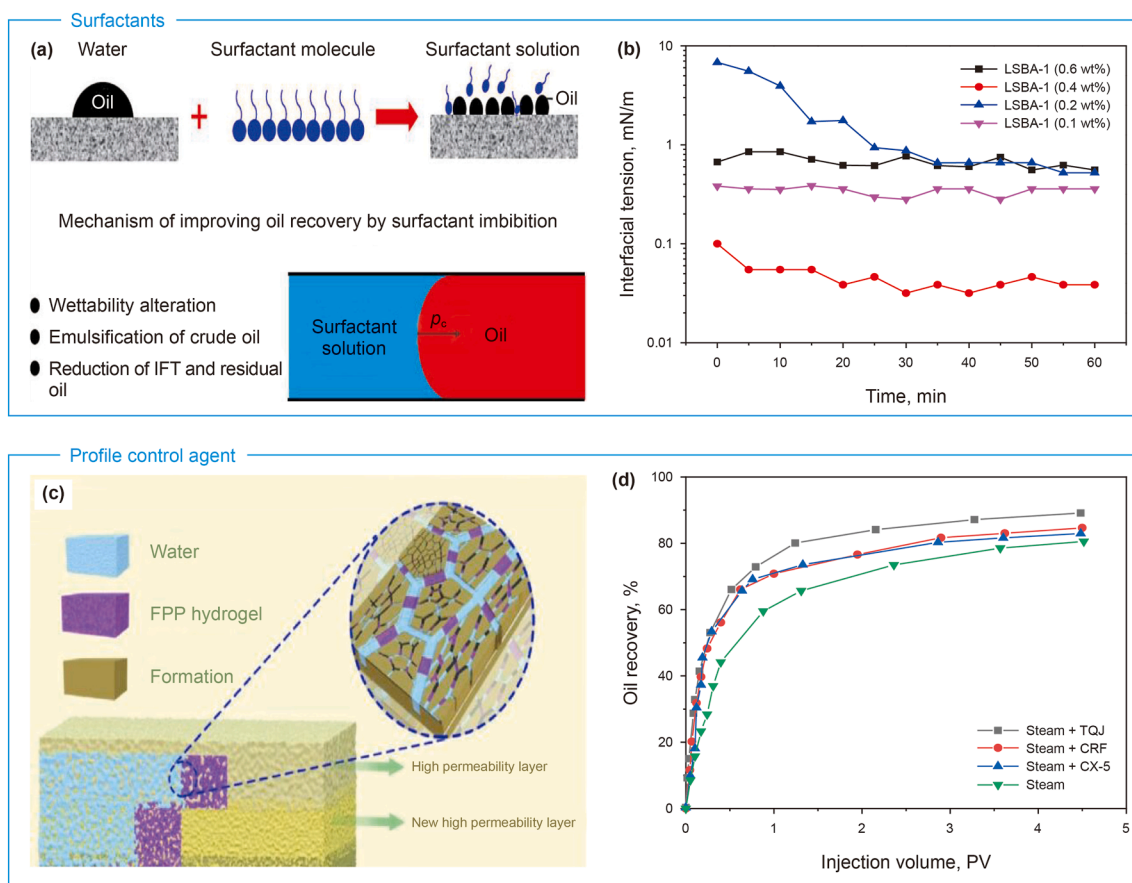 Surfactants
(a)
Water
Surfactant molecule
Surfactant solution
Oil
Oil
Mechanism of improving oil recovery by surfactant imbibition
Wettability alteration
Emulsification of crude oil
Reduction of IFT and residual
oil
Surfactant
solution
pc
Oil
(b)
10
1
0.1
0.01
Interfacial tension, mN/m
LSBA-1 (0.6 wt%)
LSBA-1 (0.4 wt%)
LSBA-1 (0.2 wt%)
LSBA-1 (0.1 wt%)
0 10 20 30 40 50 60
Time, min
Profile control agent
(c)
Water
FPP hydrogel
Formation
High permeability layer
New high permeability layer
(d)
100
80
60
40
20
0
Oil recovery, %
Steam + TQJ
Steam + CRF
Steam + CX-5
Steam
0 1 2 3 4 5
Injection volume, PV